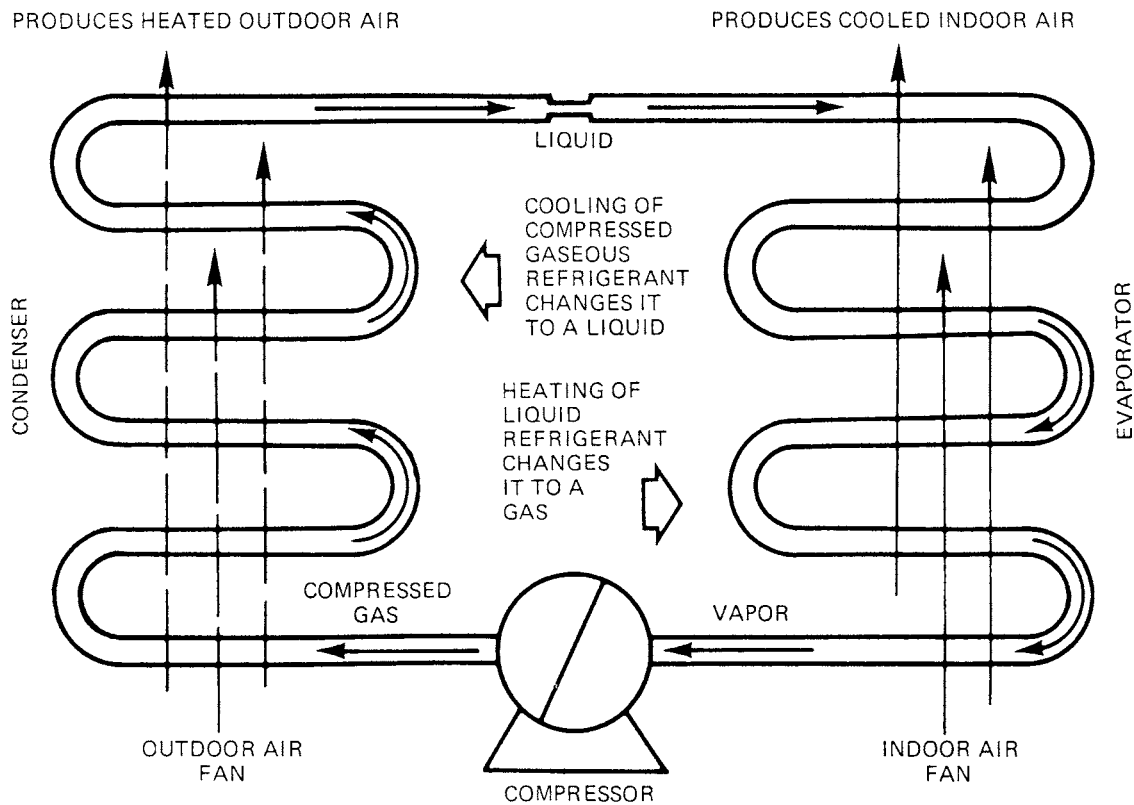 PRODUCES HEATED OUTDOOR AIR
PRODUCES COOLED INDOOR AIR
LIQUID
COOLING OF
COMPRESSED
GASEOUS
REFRIGERANT
CHANGES IT
TO A LIQUID
CONDENSER
EVAPORATOR
HEATING OF
LIQUID
REFRIGERANT
CHANGES
IT TO A
GAS
COMPRESSED
GAS
VAPOR
OUTDOOR AIR
FAN
INDOOR AIR
FAN
COMPRESSOR